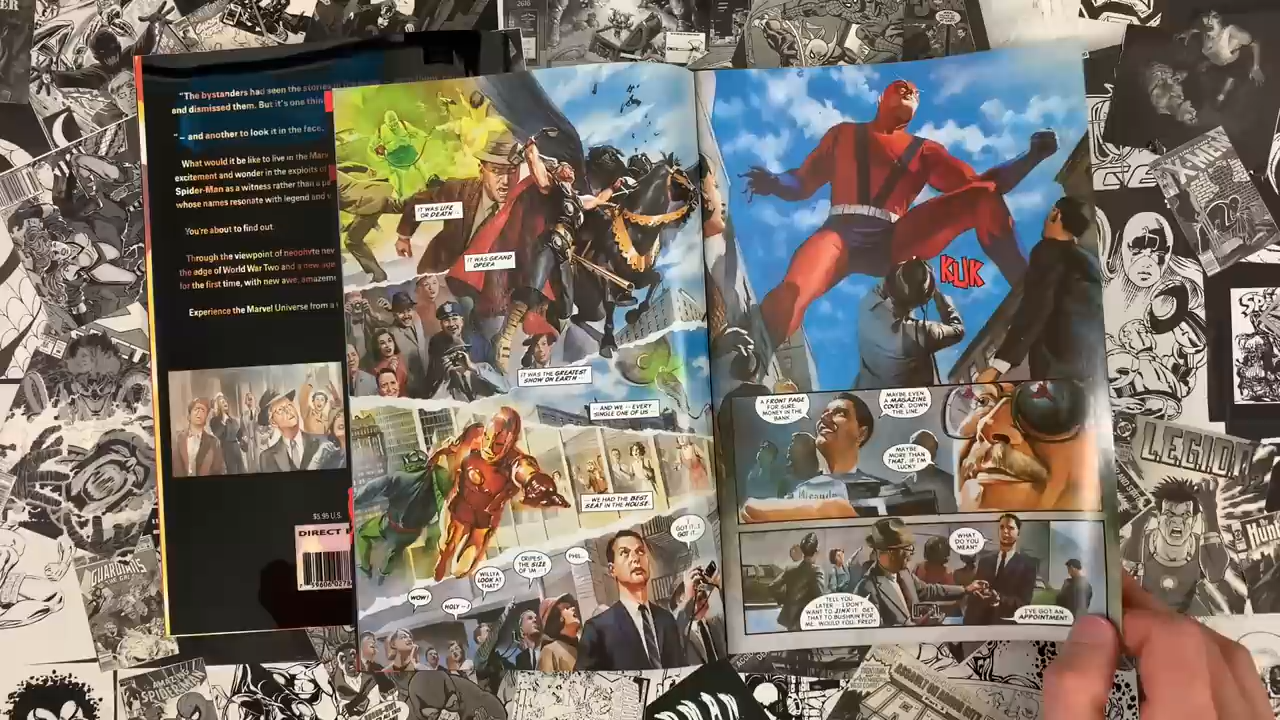 "The bystanders had seen the stories
and dismissed them. But it's one thin
"– and another to look it in the face.
What would it be like to live in the Mar
excitement and wonder in the exploits of
Spider-Man as a witness rather than a pa
whose names resonate with legend and
You're about to find out.
Through the viewpoint of neophyte new
the edge of World War Two and a new age
for the first time, with new awe, amazeme
Experience the Marvel Universe from a
$5.95 U.S.
DIRECT
IT WAS LIFE
OR DEATH --
IT WAS GRAND
OPERA --
IT WAS THE GREATEST
SHOW ON EARTH --
-- AND WE -- EVERY
SINGLE ONE OF US --
-- WE HAD THE BEST
SEAT IN THE HOUSE.
WOW!
HOLY --!
WILLYA
LOOK AT
THAT?
CRIPES!
THE SIZE
OF 'IM --!
PHIL...
GOT IT...!
GOT IT...
KLIK
A FRONT PAGE
FOR SURE.
MONEY IN THE
BANK.
MAYBE EVEN
A MAGAZINE
COVER, DOWN
THE LINE.
MAYBE
MORE THAN
THAT, IF I'M
LUCKY.
WHAT
DO YOU
MEAN?
TELL YOU
LATER -- I DON'T
WANT TO JINX IT. GET
THAT TO BUSHKIN FOR
ME, WOULD YOU, FRED?
I'VE GOT AN
APPOINTMENT.
X-MEN
LEGION
GUARDIANS